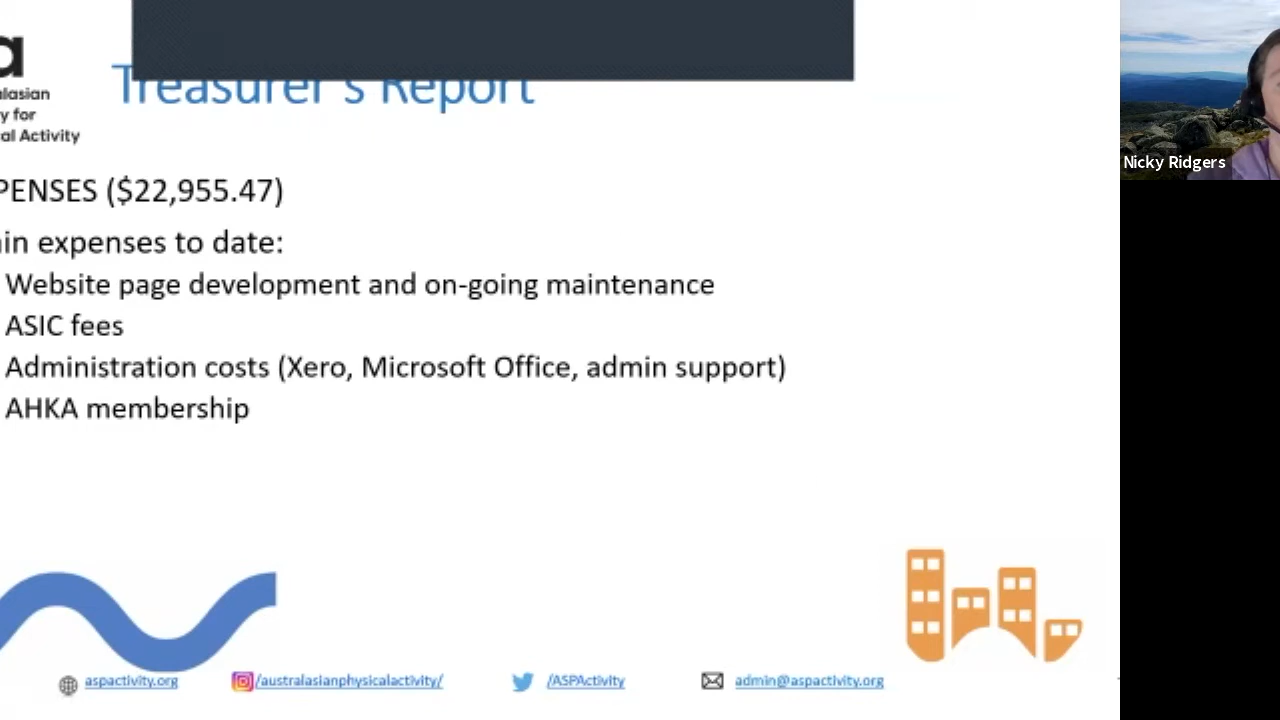 a
lasian
y for
al Activity
Treasurer's Report
PENSES ($22,955.47)
in expenses to date:
Website page development and on-going maintenance
ASIC fees
Administration costs (Xero, Microsoft Office, admin support)
AHKA membership
aspactivity.org
/australasianphysicalactivity/
/ASPActivity
admin@aspactivity.org
Nicky Ridgers